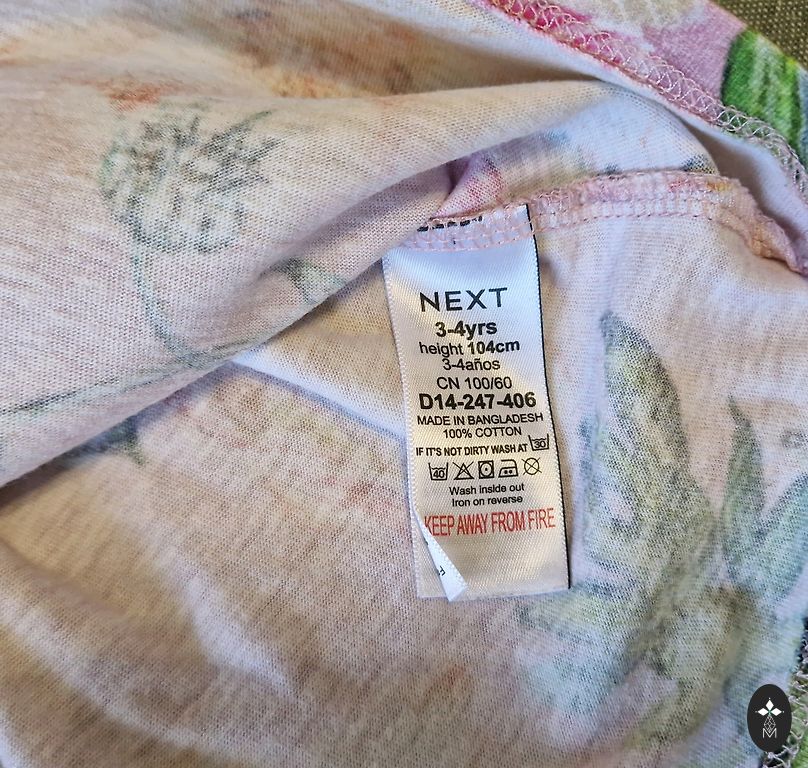 NEXT
3-4yrs
height 104cm
3-4años
CN 100/60
D14-247-406
MADE IN BANGLADESH
100% COTTON
IF IT'S NOT DIRTY WASH AT 30
40
Wash inside out
Iron on reverse
KEEP AWAY FROM FIRE
M